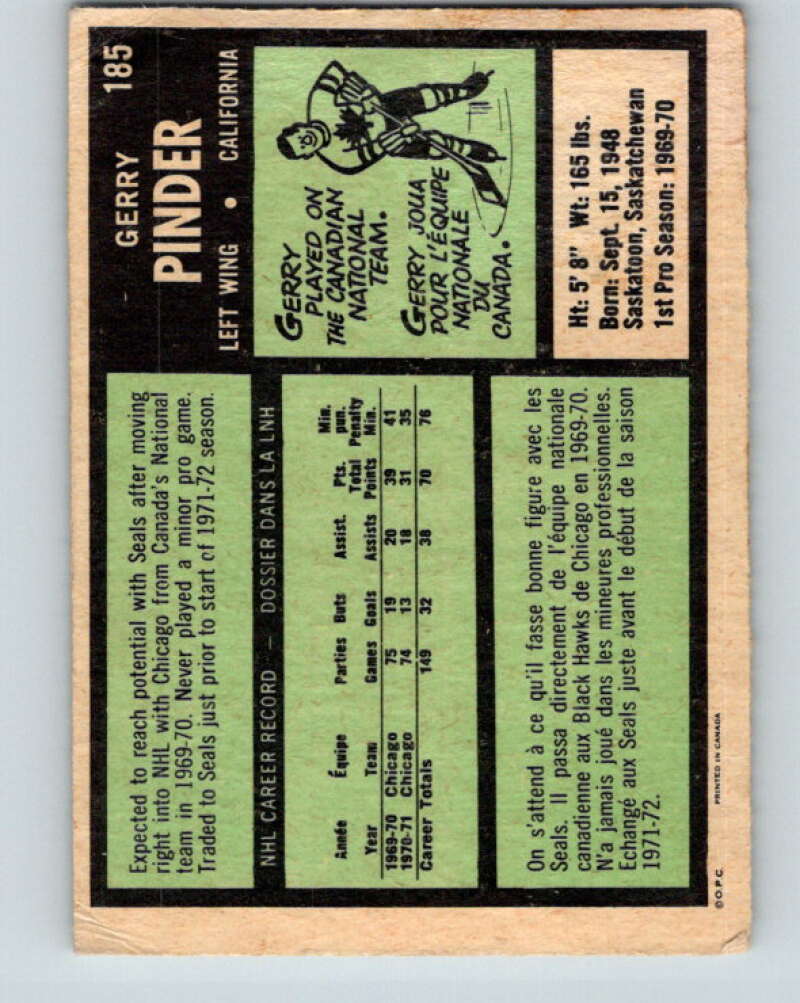 185
GERRY
PINDER
LEFT WING • CALIFORNIA
Expected to reach potential with Seals after moving
right into NHL with Chicago from Canada's National
team in 1969-70. Never played a minor pro game.
Traded to Seals just prior to start of 1971-72 season.
GERRY
PLAYED ON
THE CANADIAN
NATIONAL
TEAM.
GERRY JOUA
POUR L'ÉQUIPE
NATIONALE
DU
CANADA.
Ht: 5' 8" Wt: 165 lbs.
Born: Sept. 15, 1948
Saskatoon, Saskatchewan
1st Pro Season: 1969-70
NHL CAREER RECORD — DOSSIER DANS LA LNH
Année Équipe Parties Buts Assist. Pts. Total Min. pun.
Year Team Games Goals Assists Points Penalty Min.
1969-70 Chicago 75 19 20 39 41
1970-71 Chicago 74 13 18 31 35
Career Totals 149 32 38 70 76
On s'attend à ce qu'il fasse bonne figure avec les
Seals. Il passa directement de l'équipe nationale
canadienne aux Black Hawks de Chicago en 1969-70.
N'a jamais joué dans les mineures professionnelles.
Echangé aux Seals juste avant le début de la saison
1971-72.
©O.P.C. PRINTED IN CANADA